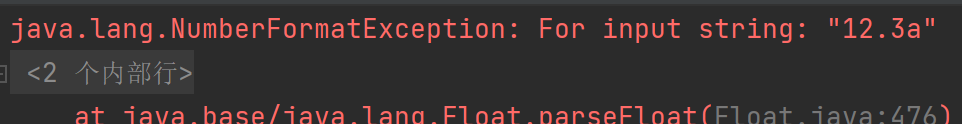 java.lang.NumberFormatException: For input string: "12.3a"
<2 个内部行>
at java.base/java.lang.Float.parseFloat(Float.java:476)